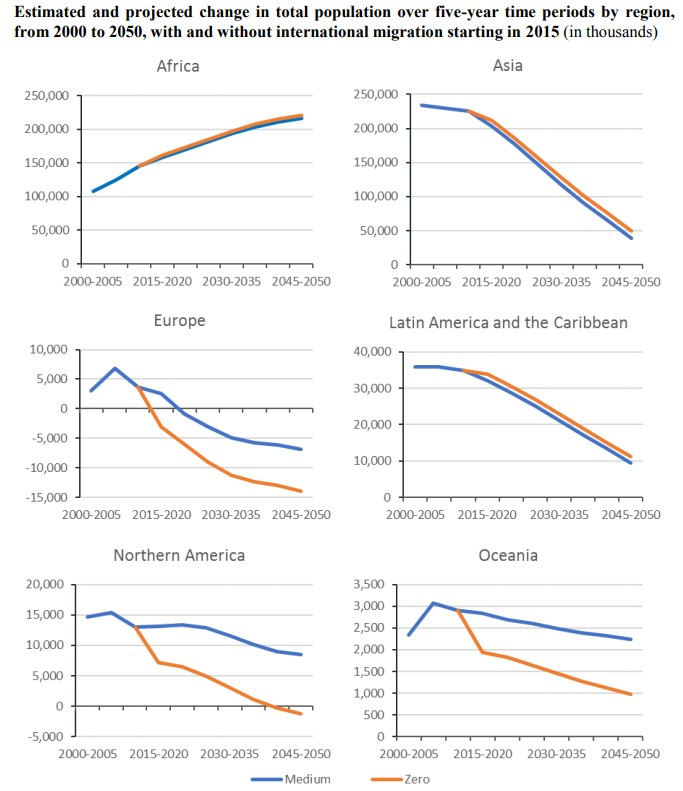 Estimated and projected change in total population over five-year time periods by region,
from 2000 to 2050, with and without international migration starting in 2015 (in thousands)
Africa
250,000
200,000
150,000
100,000
50,000
0
2000-2005 2015-2020 2030-2035 2045-2050
Asia
250,000
200,000
150,000
100,000
50,000
0
2000-2005 2015-2020 2030-2035 2045-2050
Europe
10,000
5,000
0
-5,000
-10,000
-15,000
2000-2005 2015-2020 2030-2035 2045-2050
Latin America and the Caribbean
40,000
30,000
20,000
10,000
0
2000-2005 2015-2020 2030-2035 2045-2050
Northern America
20,000
15,000
10,000
5,000
0
-5,000
2000-2005 2015-2020 2030-2035 2045-2050
Oceania
3,500
3,000
2,500
2,000
1,500
1,000
500
0
2000-2005 2015-2020 2030-2035 2045-2050
Medium Zero